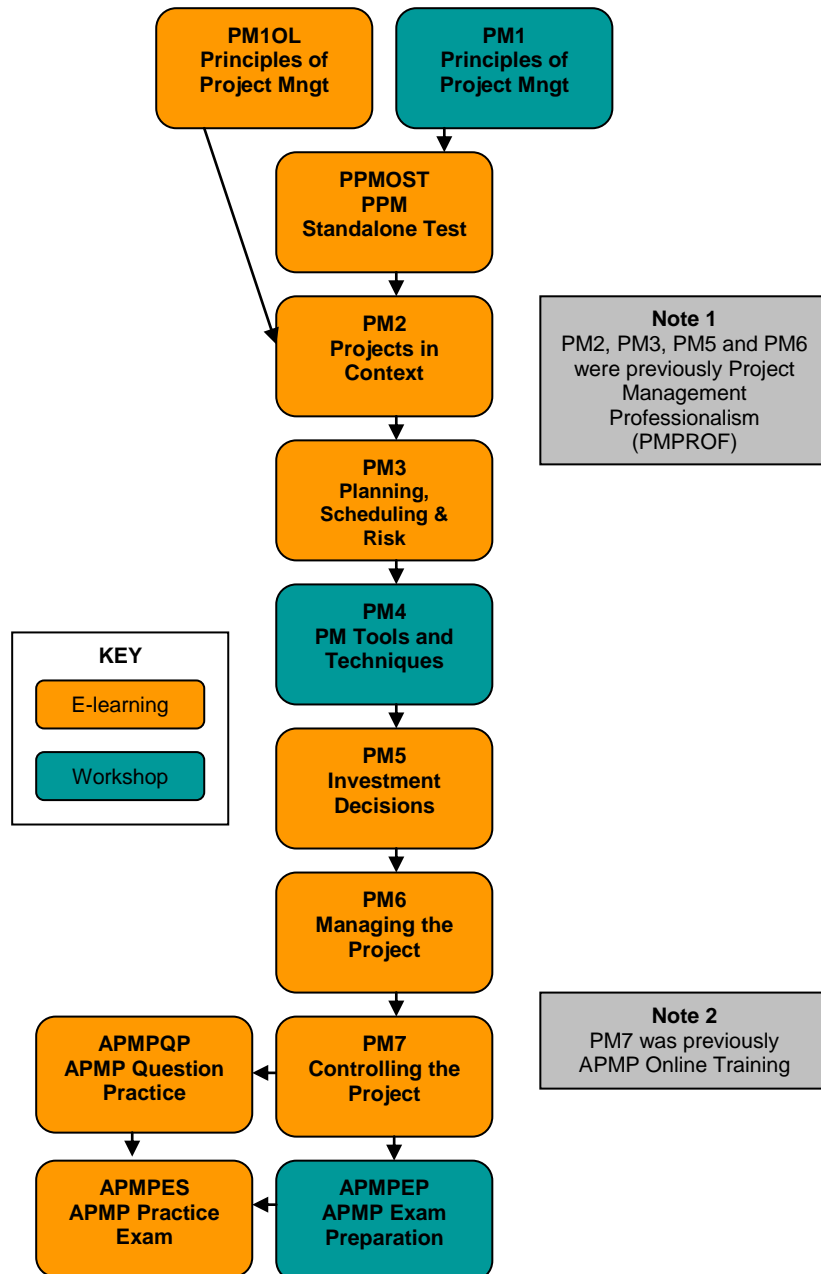 PM1OL
Principles of
Project Mngt
PM1
Principles of
Project Mngt
PPMOST
PPM
Standalone Test
PM2
Projects in
Context
Note 1
PM2, PM3, PM5 and PM6
were previously Project
Management
Professionalism
(PMPROF)
PM3
Planning,
Scheduling &
Risk
PM4
PM Tools and
Techniques
KEY
E-learning
Workshop
PM5
Investment
Decisions
PM6
Managing the
Project
Note 2
PM7 was previously
APMP Online Training
APMPQP
APMP Question
Practice
PM7
Controlling the
Project
APMPES
APMP Practice
Exam
APMPEP
APMP Exam
Preparation